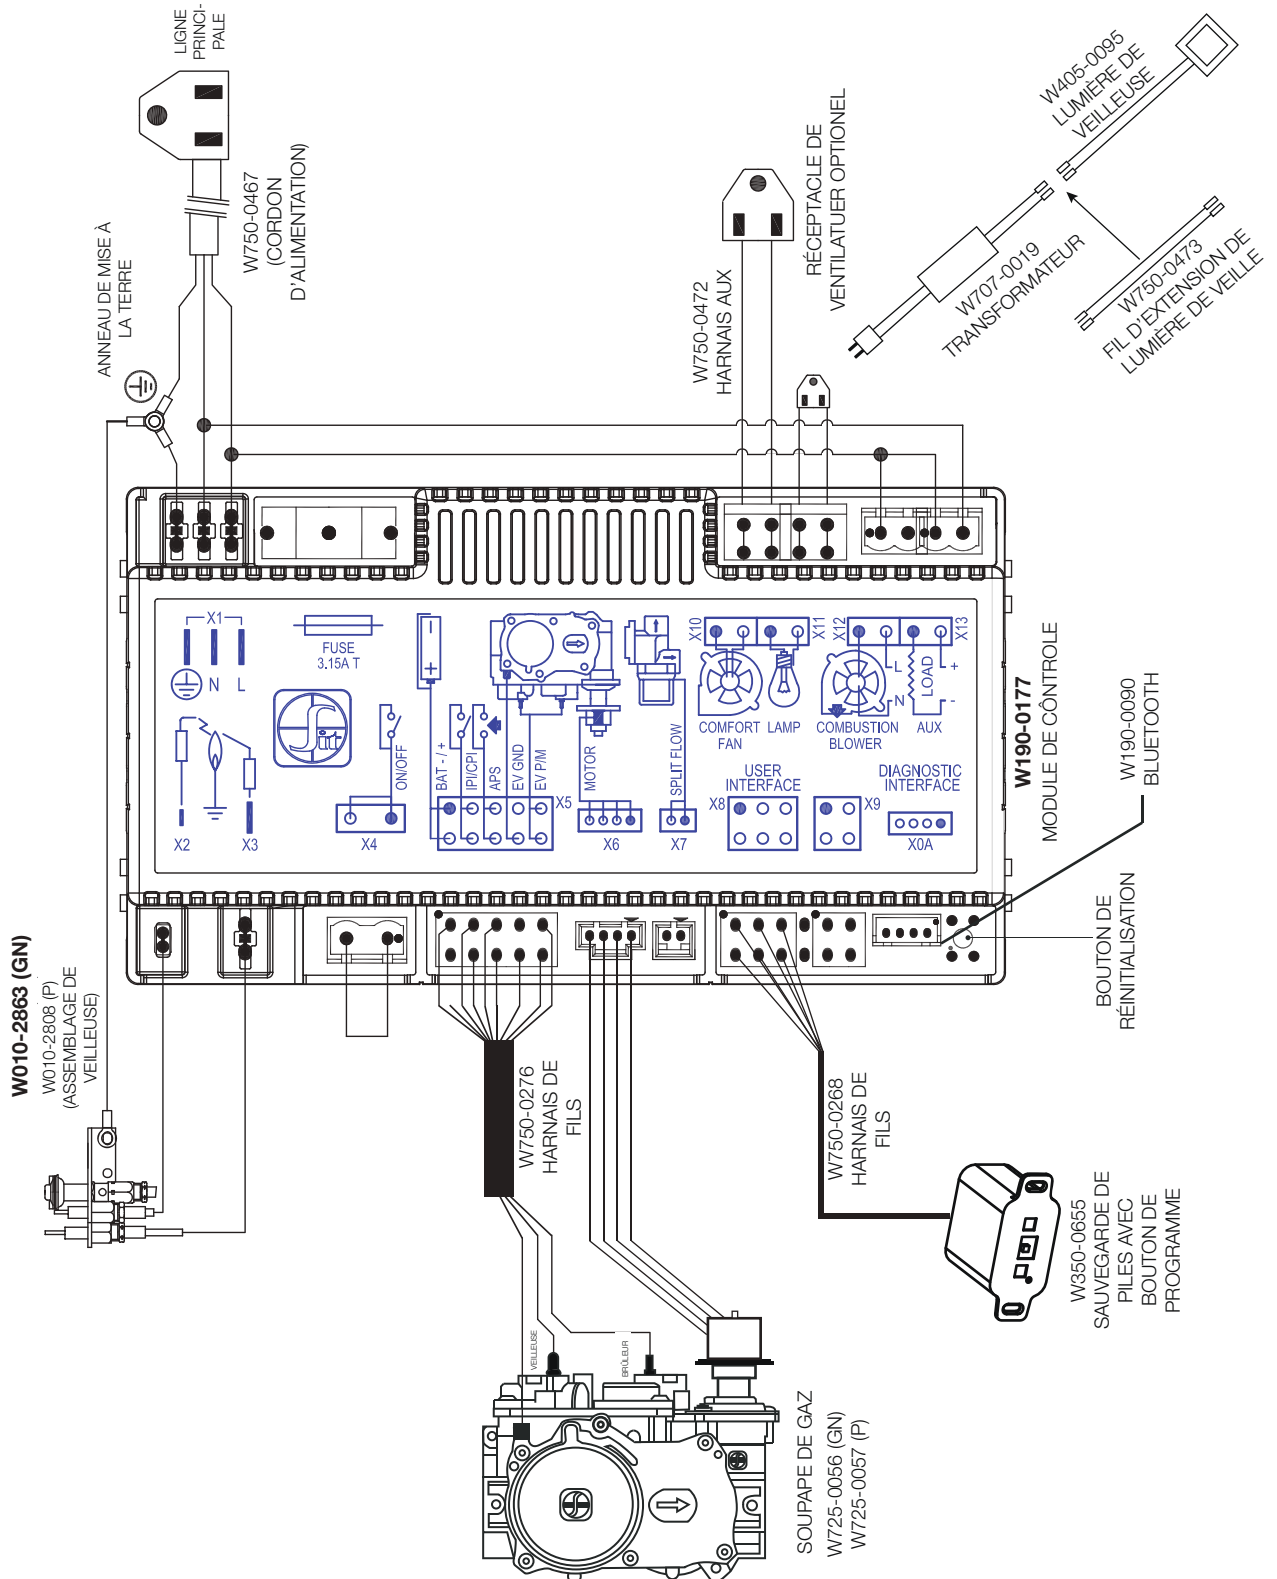 LIGNE
PRINCI-
PALE
W750-0467
(CORDON
D'ALIMENTATION)
ANNEAU DE MISE À
LA TERRE
W405-0095
LUMIÈRE DE
VEILLEUSE
RÉCEPTACLE DE
VENTILATUER OPTIONEL
W750-0472
HARNAIS AUX
W707-0019
TRANSFORMATEUR
W750-0473
FIL D'EXTENSION DE
LUMIÈRE DE VEILLE
X1
N
L
FUSE
3.15A T
Sit
X2
X3
ON/OFF
X4
- +
BAT - / +
IPI/CPI
APS
EV GND
EV P/M
X5
MOTOR
X6
SPLIT FLOW
X7
X10
X11
X12
X13
COMFORT
FAN
LAMP
COMBUSTION
BLOWER
L
N
LOAD
+
-
AUX
USER
INTERFACE
X8
X9
DIAGNOSTIC
INTERFACE
X0A
W190-0177
MODULE DE CÔNTROLE
W190-0090
BLUETOOTH
BOUTON DE
RÉINITIALISATION
W010-2863 (GN)
W010-2808 (P)
(ASSEMBLAGE DE
VEILLEUSE)
W750-0276
HARNAIS DE
FILS
W750-0268
HARNAIS DE
FILS
W350-0655
SAUVEGARDE DE
PILES AVEC
BOUTON DE
PROGRAMME
VEILLEUSE
BRÛLEUR
SOUPAPE DE GAZ
W725-0056 (GN)
W725-0057 (P)